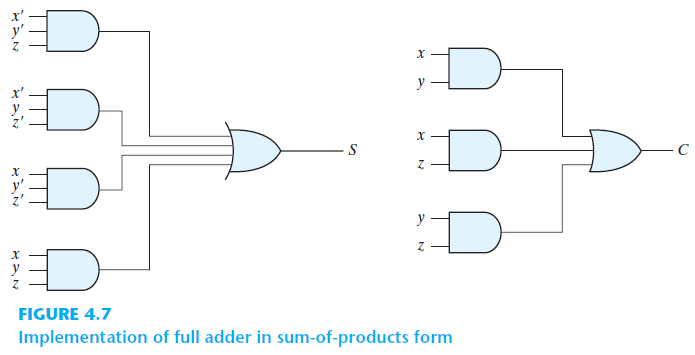 x'
y'
z
x'
y
z'
x
y'
z'
x
y
z
S
x
y
x
z
y
z
C
FIGURE 4.7
Implementation of full adder in sum-of-products form